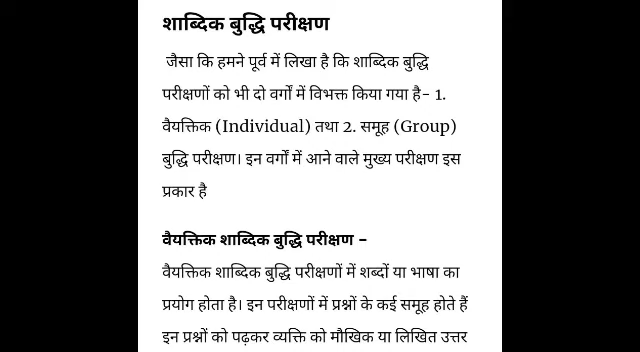 शाब्दिक बुद्धि परीक्षण
जैसा कि हमने पूर्व में लिखा है कि शाब्दिक बुद्धि
परीक्षणों को भी दो वर्गों में विभक्त किया गया है- 1.
वैयक्तिक (Individual) तथा 2. समूह (Group)
बुद्धि परीक्षण। इन वर्गों में आने वाले मुख्य परीक्षण इस
प्रकार है
वैयक्तिक शाब्दिक बुद्धि परीक्षण –
वैयक्तिक शाब्दिक बुद्धि परीक्षणों में शब्दों या भाषा का
प्रयोग होता है। इन परीक्षणों में प्रश्नों के कई समूह होते हैं
इन प्रश्नों को पढ़कर व्यक्ति को मौखिक या लिखित उत्तर